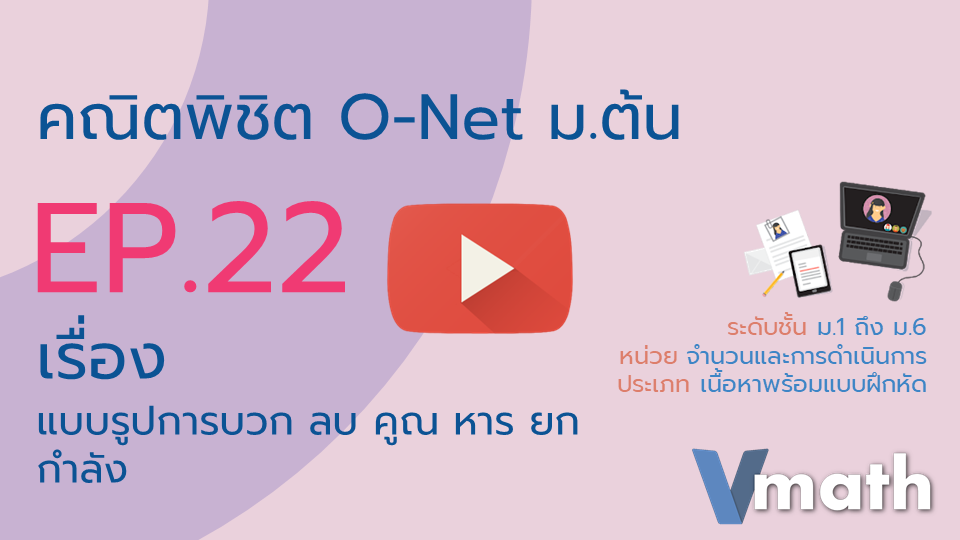 คณิตพิชิต O-Net ม.ต้น
EP.22
เรื่อง
แบบรูปการบวก ลบ คูณ หาร ยก
กำลัง
ระดับชั้น ม.1 ถึง ม.6
หน่วย จำนวนและการดำเนินการ
ประเภท เนื้อหาพร้อมแบบฝึกหัด
Vmath